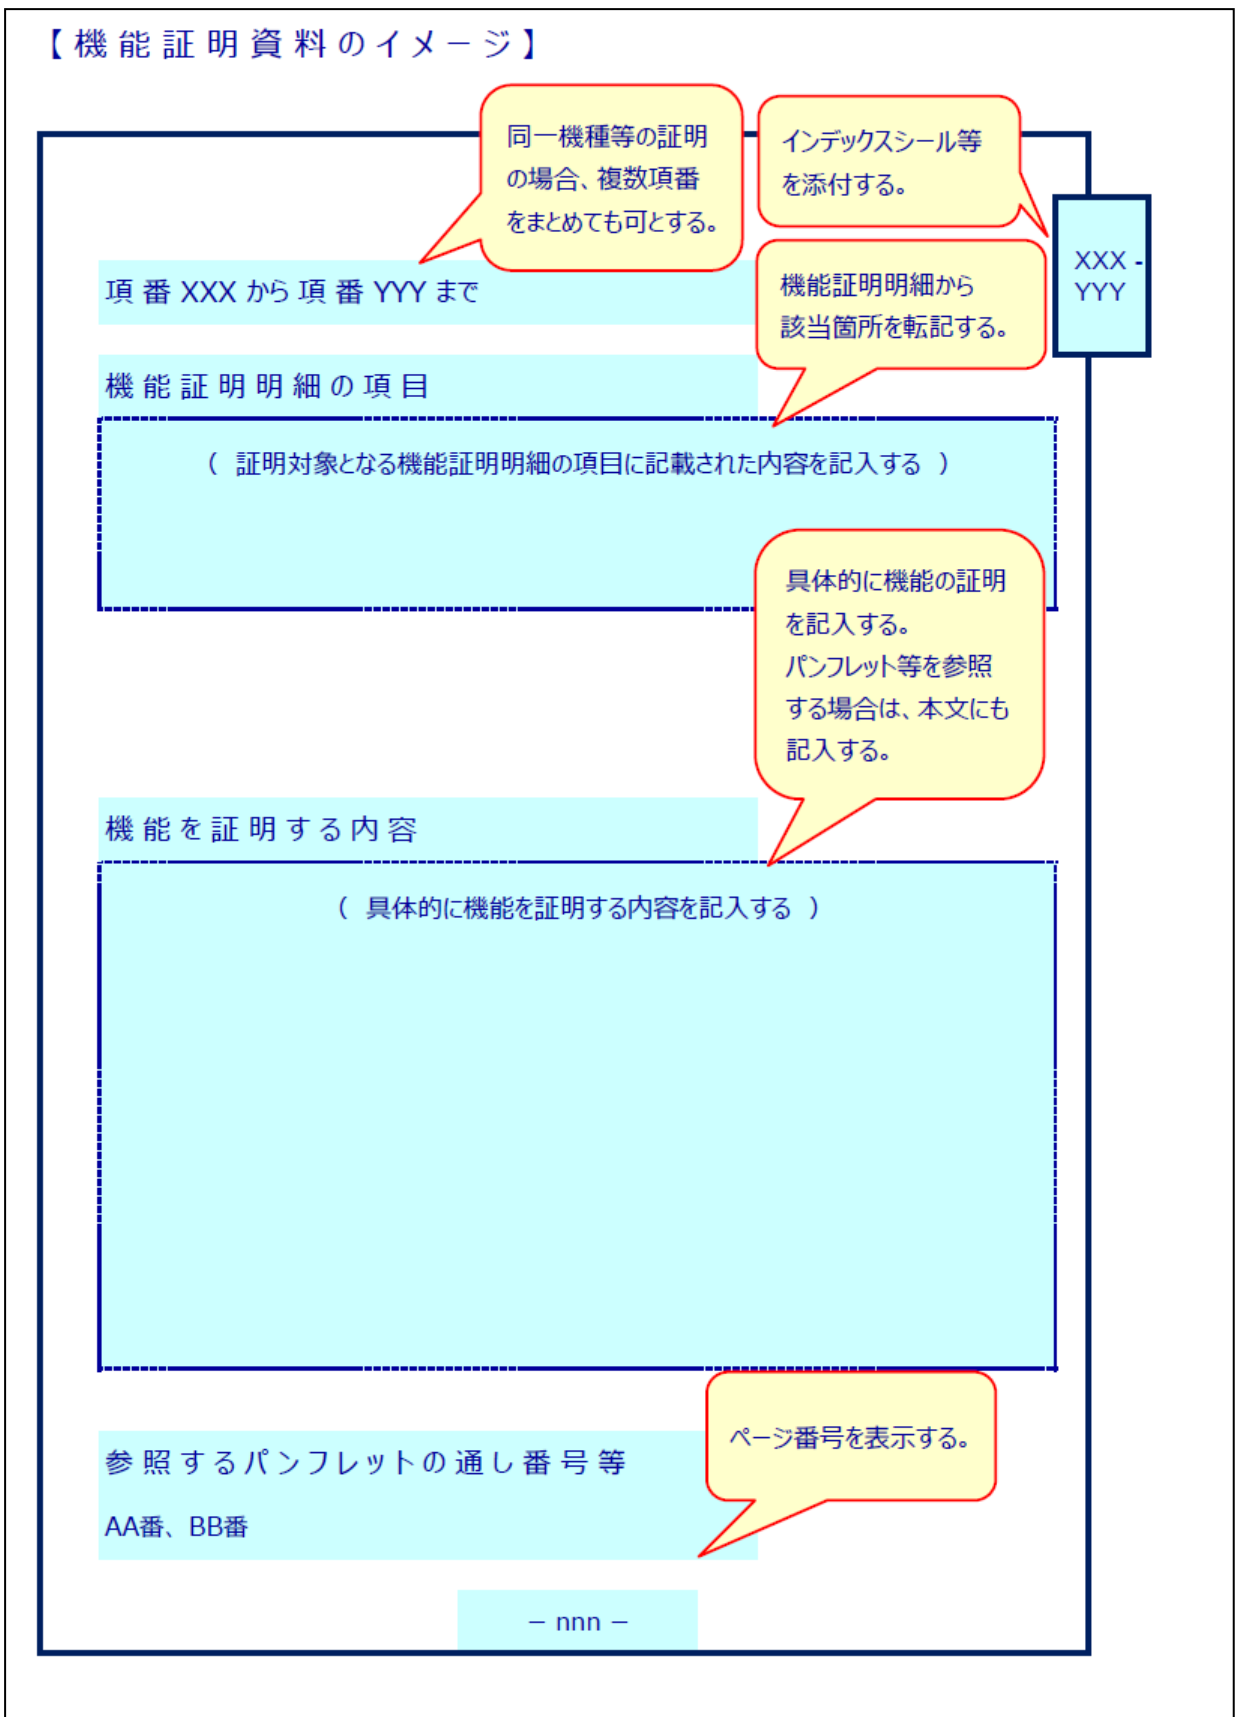 【機能証明資料のイメージ】
同一機種等の証明
の場合、複数項番
をまとめても可とする。
インデックスシール等
を添付する。
XXX -
YYY
項番 XXX から項番 YYY まで
機能証明明細から
該当箇所を転記する。
機能証明明細の項目
（ 証明対象となる機能証明明細の項目に記載された内容を記入する ）
具体的に機能の証明
を記入する。
パンフレット等を参照
する場合は、本文にも
記入する。
機能を証明する内容
（ 具体的に機能を証明する内容を記入する ）
ページ番号を表示する。
参照するパンフレットの通し番号等
AA番、BB番
－ nnn －